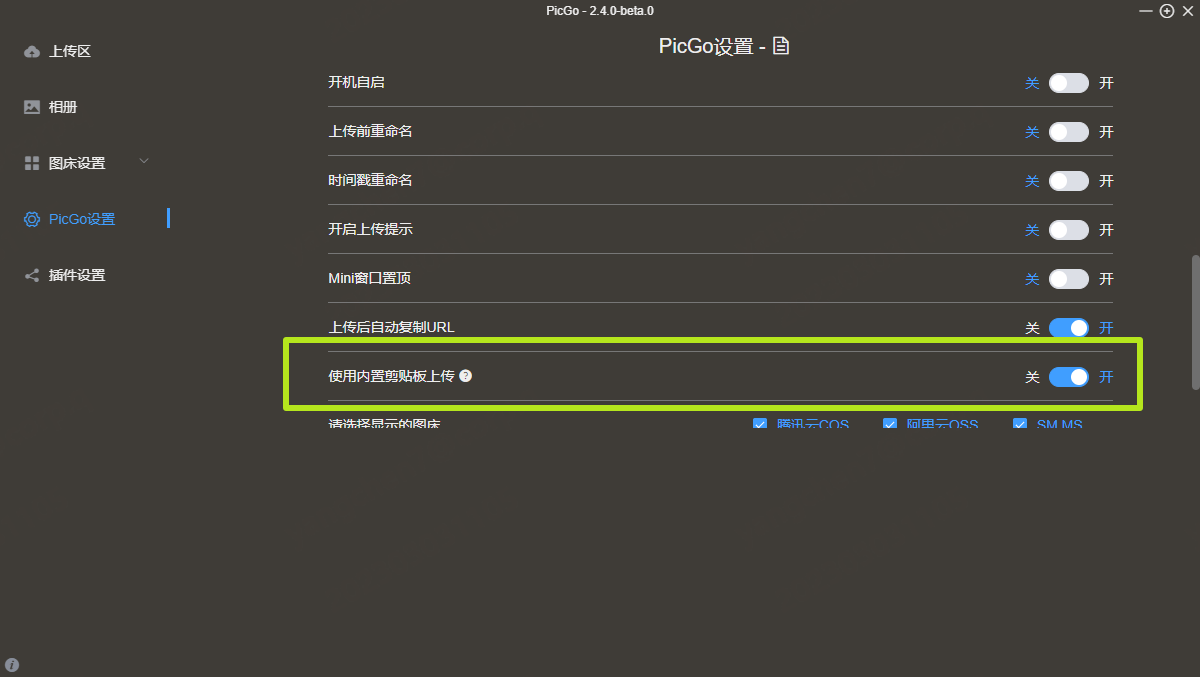 PicGo - 2.4.0-beta.0
上传区
相册
图床设置
PicGo设置
插件设置
PicGo设置 -
开机自启 关 开
上传前重命名 关 开
时间戳重命名 关 开
开启上传提示 关 开
Mini窗口置顶 关 开
上传后自动复制URL 关 开
使用内置剪贴板上传 ? 关 开
请选择显示的图床 腾讯云COS 阿里云OSS SM.MS